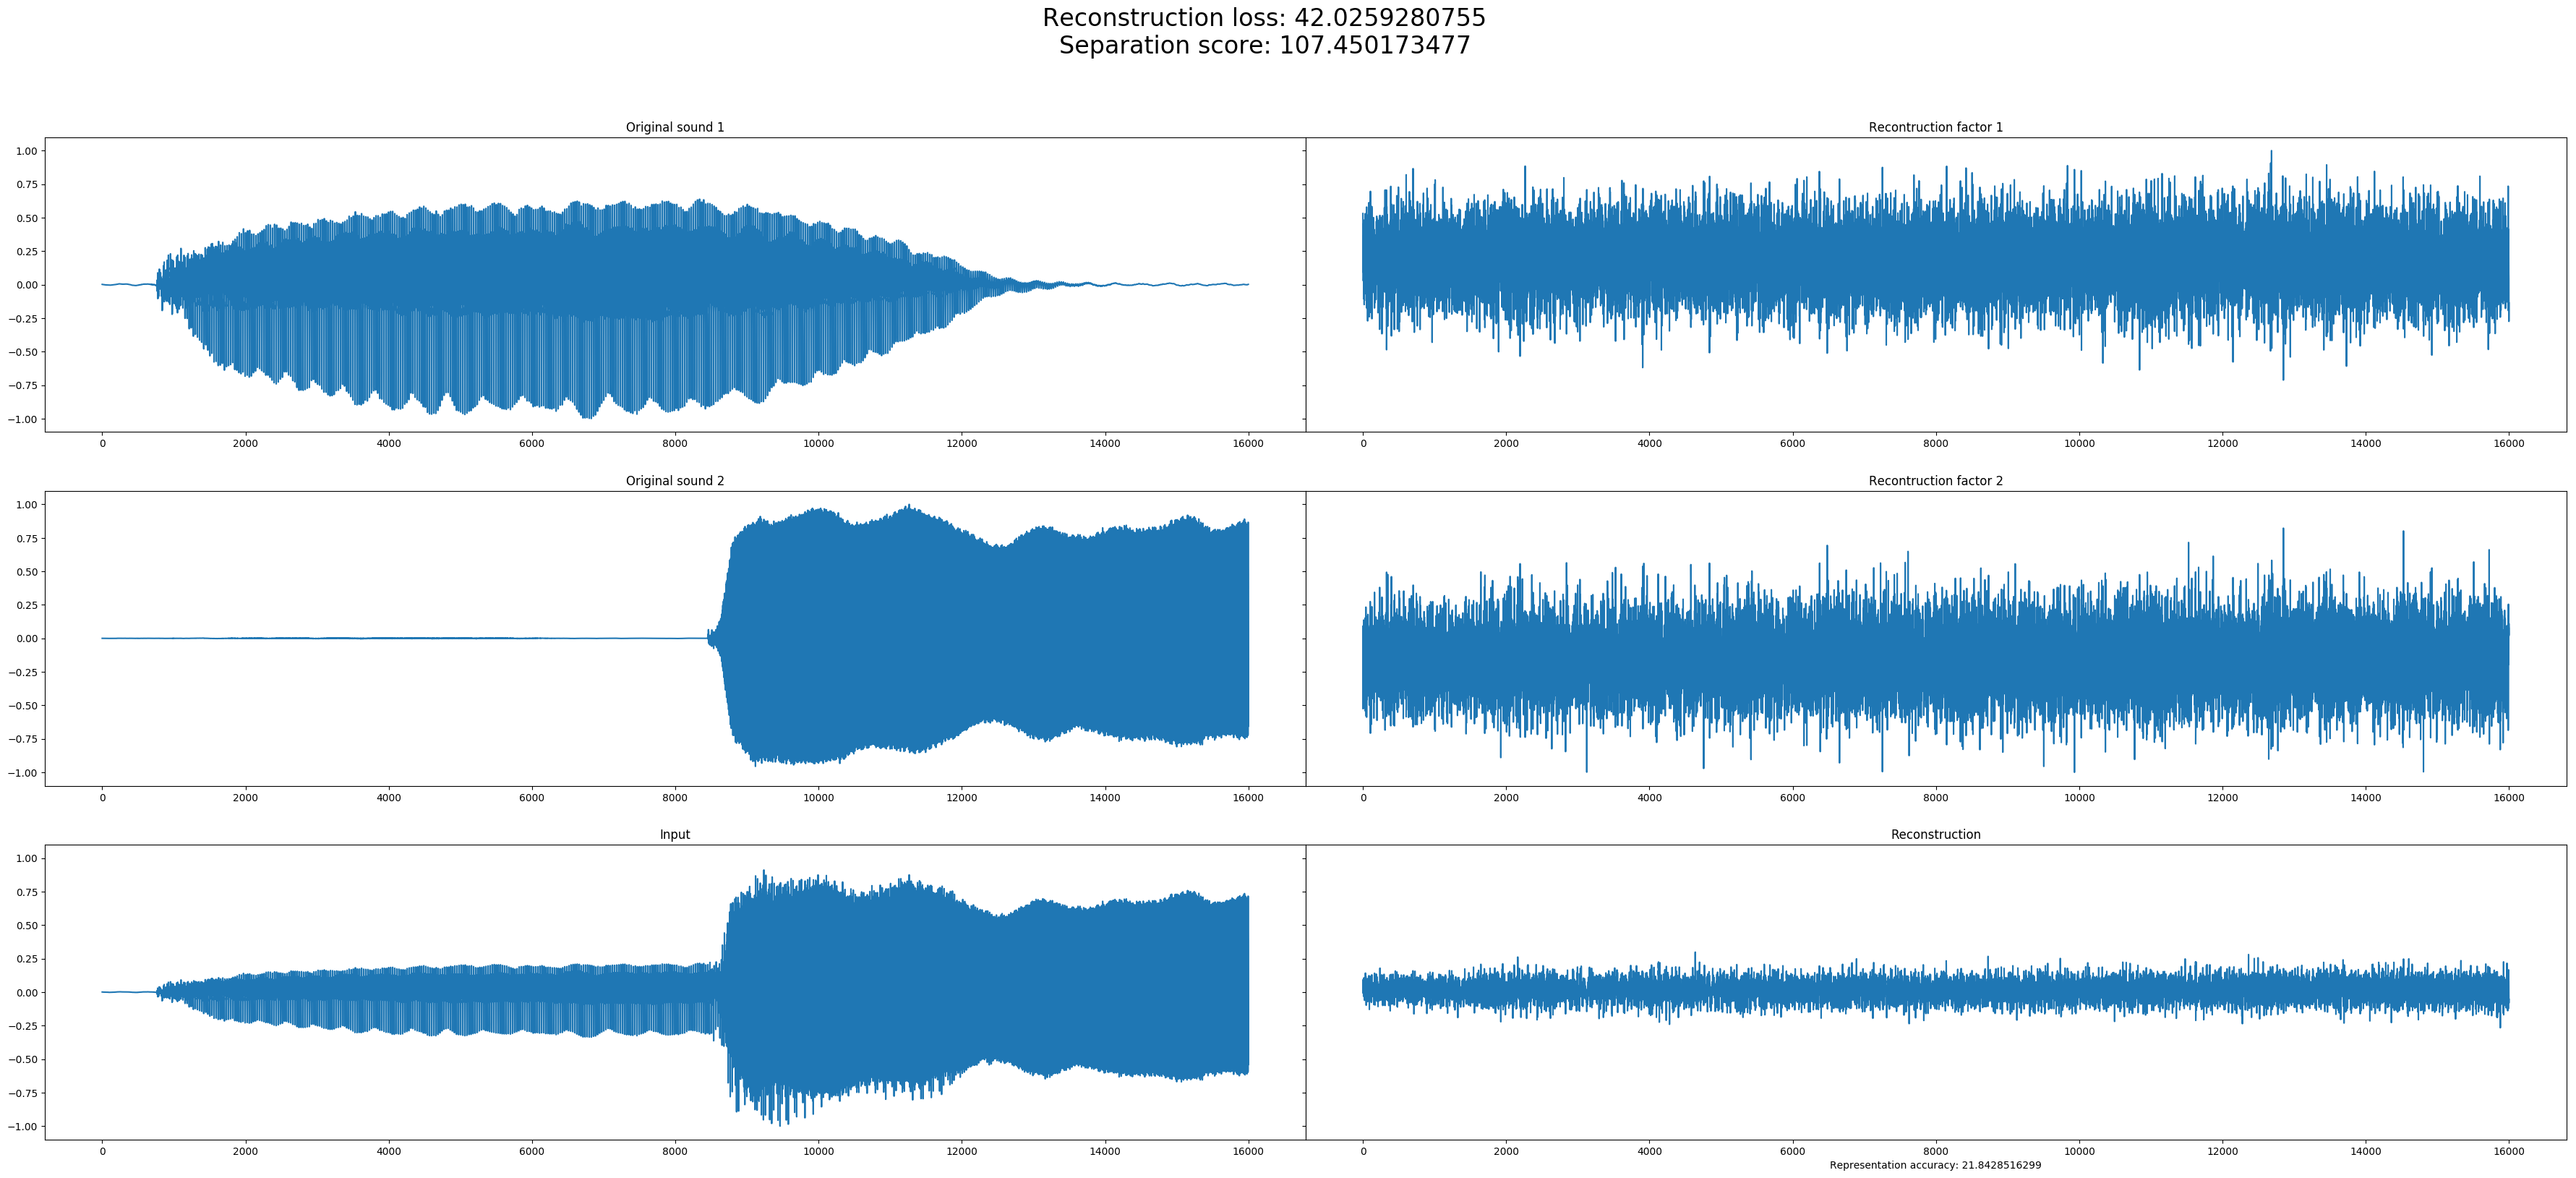 Reconstruction loss: 42.0259280755
Separation score: 107.450173477
Original sound 1
Recontruction factor 1
1.00
0.75
0.50
0.25
0.00
−0.25
−0.50
−0.75
−1.00
0 2000 4000 6000 8000 10000 12000 14000 16000
0 2000 4000 6000 8000 10000 12000 14000 16000
Original sound 2
Recontruction factor 2
1.00
0.75
0.50
0.25
0.00
−0.25
−0.50
−0.75
−1.00
0 2000 4000 6000 8000 10000 12000 14000 16000
0 2000 4000 6000 8000 10000 12000 14000 16000
Input
Reconstruction
1.00
0.75
0.50
0.25
0.00
−0.25
−0.50
−0.75
−1.00
0 2000 4000 6000 8000 10000 12000 14000 16000
0 2000 4000 6000 8000 10000 12000 14000 16000
Representation accuracy: 21.8428516299